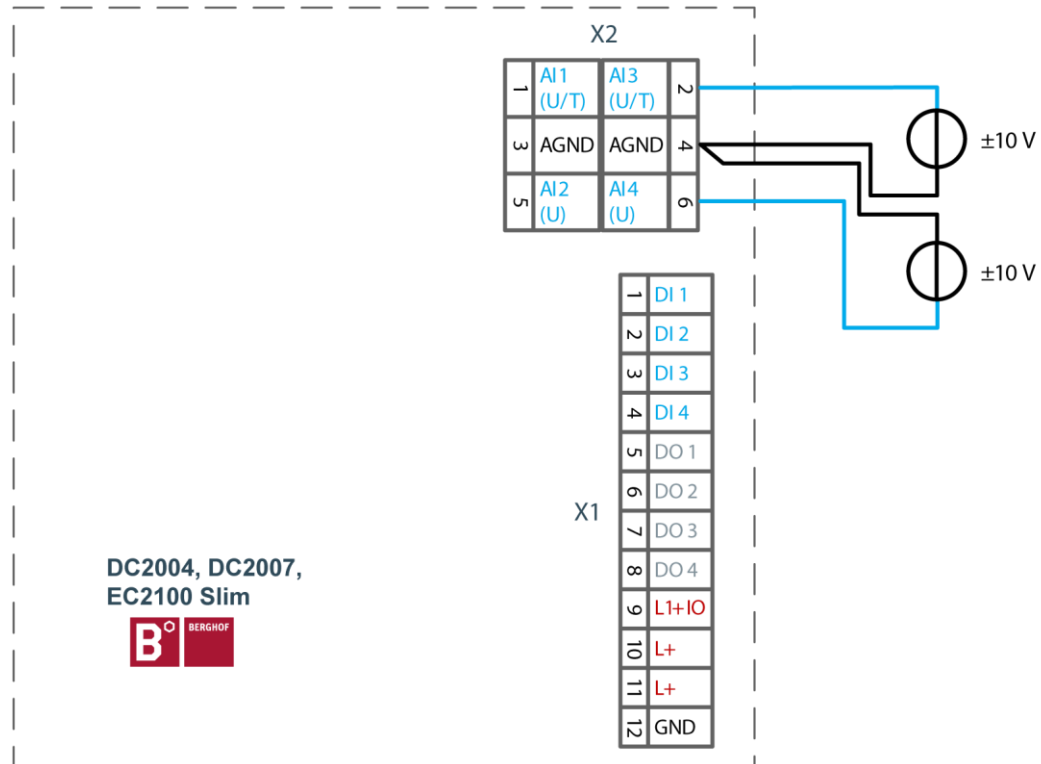 X2
1 AI1 AI3 2
(U/T) (U/T)
3 AGND AGND 4
5 AI2 AI4 6
(U) (U)
±10 V
±10 V
X1
1 DI 1
2 DI 2
3 DI 3
4 DI 4
5 DO 1
6 DO 2
7 DO 3
8 DO 4
9 L1+IO
10 L+
11 L+
12 GND
DC2004, DC2007,
EC2100 Slim
B° BERGHOF